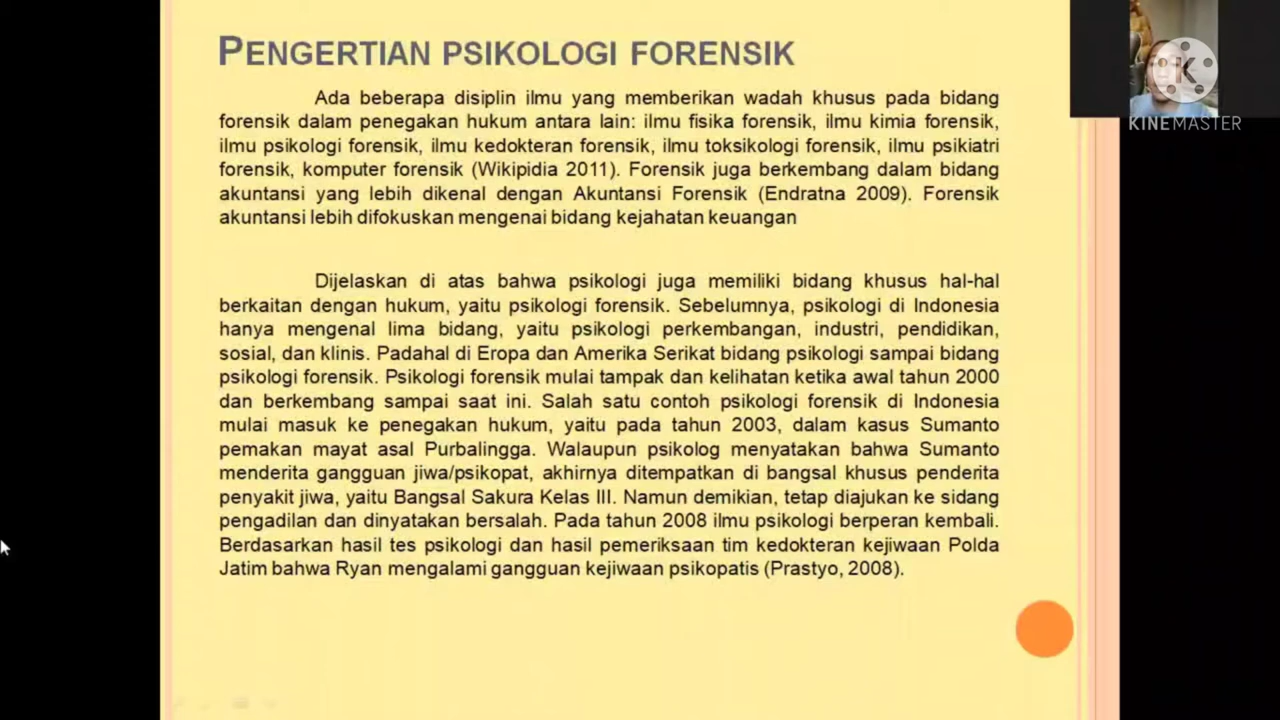 PENGERTIAN PSIKOLOGI FORENSIK
Ada beberapa disiplin ilmu yang memberikan wadah khusus pada bidang
forensik dalam penegakan hukum antara lain: ilmu fisika forensik, ilmu kimia forensik,
ilmu psikologi forensik, ilmu kedokteran forensik, ilmu toksikologi forensik, ilmu psikiatri
forensik, komputer forensik (Wikipidia 2011). Forensik juga berkembang dalam bidang
akuntansi yang lebih dikenal dengan Akuntansi Forensik (Endratna 2009). Forensik
akuntansi lebih difokuskan mengenai bidang kejahatan keuangan
Dijelaskan di atas bahwa psikologi juga memiliki bidang khusus hal-hal
berkaitan dengan hukum, yaitu psikologi forensik. Sebelumnya, psikologi di Indonesia
hanya mengenal lima bidang, yaitu psikologi perkembangan, industri, pendidikan,
sosial, dan klinis. Padahal di Eropa dan Amerika Serikat bidang psikologi sampai bidang
psikologi forensik. Psikologi forensik mulai tampak dan kelihatan ketika awal tahun 2000
dan berkembang sampai saat ini. Salah satu contoh psikologi forensik di Indonesia
mulai masuk ke penegakan hukum, yaitu pada tahun 2003, dalam kasus Sumanto
pemakan mayat asal Purbalingga. Walaupun psikolog menyatakan bahwa Sumanto
menderita gangguan jiwa/psikopat, akhirnya ditempatkan di bangsal khusus penderita
penyakit jiwa, yaitu Bangsal Sakura Kelas III. Namun demikian, tetap diajukan ke sidang
pengadilan dan dinyatakan bersalah. Pada tahun 2008 ilmu psikologi berperan kembali.
Berdasarkan hasil tes psikologi dan hasil pemeriksaan tim kedokteran kejiwaan Polda
Jatim bahwa Ryan mengalami gangguan kejiwaan psikopatis (Prastyo, 2008).
K
KINEMASTER